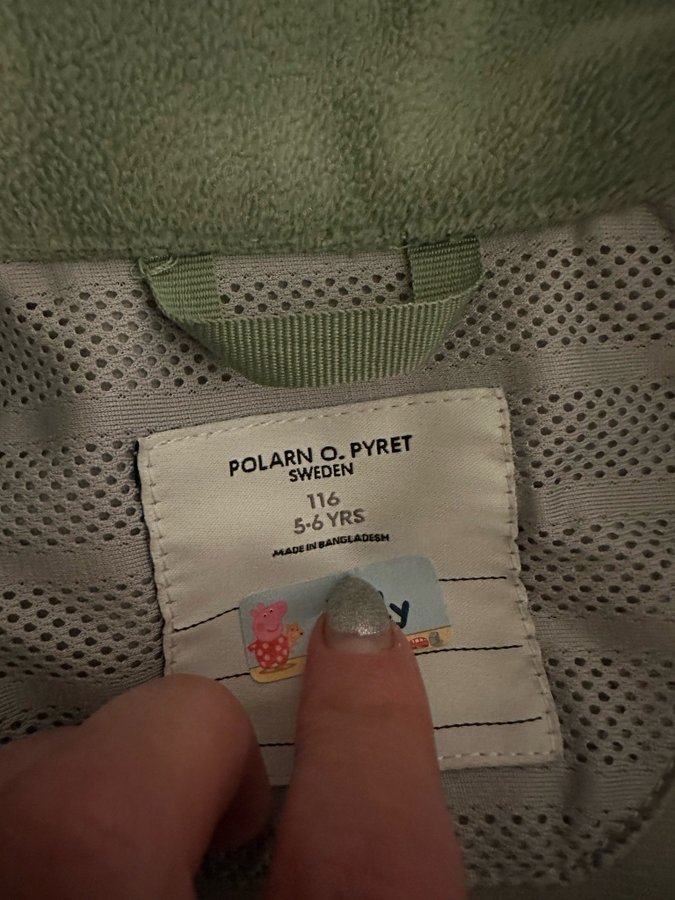 POLARN O. PYRET
SWEDEN
116
5-6 YRS
MADE IN BANGLADESH